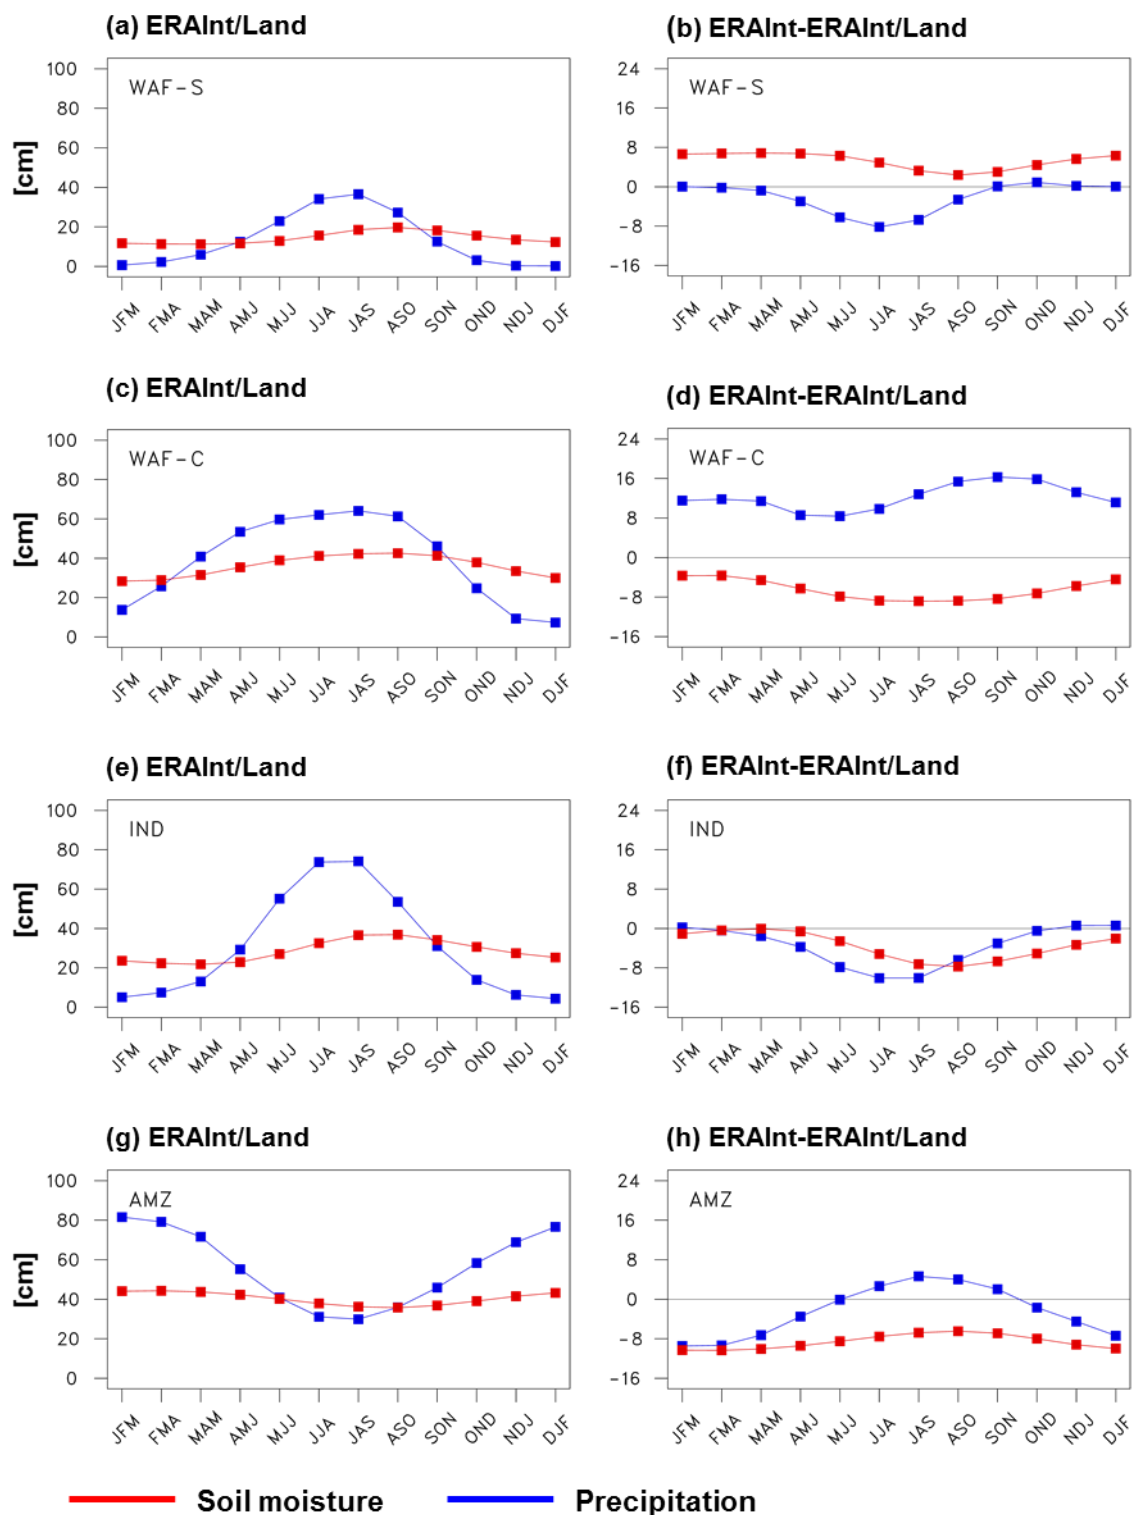 (a) ERAInt/Land
(b) ERAInt-ERAInt/Land
[cm]
100
80
60
40
20
0
WAF-S
JFM FMA MAM AMJ MJJ JJA JAS ASO SON OND NDJ DJF
24
16
8
0
-8
-16
WAF-S
JFM FMA MAM AMJ MJJ JJA JAS ASO SON OND NDJ DJF
(c) ERAInt/Land
(d) ERAInt-ERAInt/Land
[cm]
100
80
60
40
20
0
WAF-C
JFM FMA MAM AMJ MJJ JJA JAS ASO SON OND NDJ DJF
24
16
8
0
-8
-16
WAF-C
JFM FMA MAM AMJ MJJ JJA JAS ASO SON OND NDJ DJF
(e) ERAInt/Land
(f) ERAInt-ERAInt/Land
[cm]
100
80
60
40
20
0
IND
JFM FMA MAM AMJ MJJ JJA JAS ASO SON OND NDJ DJF
24
16
8
0
-8
-16
IND
JFM FMA MAM AMJ MJJ JJA JAS ASO SON OND NDJ DJF
(g) ERAInt/Land
(h) ERAInt-ERAInt/Land
[cm]
100
80
60
40
20
0
AMZ
JFM FMA MAM AMJ MJJ JJA JAS ASO SON OND NDJ DJF
24
16
8
0
-8
-16
AMZ
JFM FMA MAM AMJ MJJ JJA JAS ASO SON OND NDJ DJF
Soil moisture
Precipitation